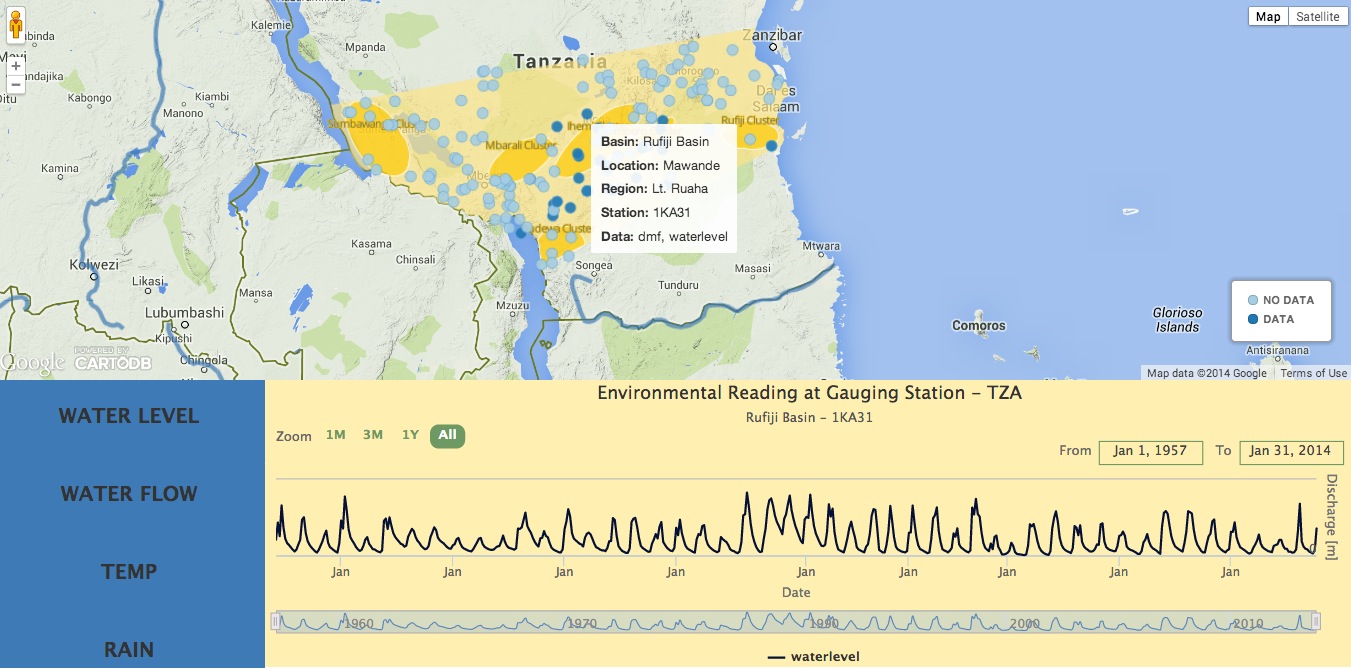 Kalemie
Zanzibar
Map
Satellite
Mpanda
Tanzania
Kabongo
Kiambi
Manono
Dar es
Salaam
Rufiji Cluster
Mbarali Cluster
Basin: Rufiji Basin
Location: Mawande
Region: Lt. Ruaha
Station: 1KA31
Data: dmf, waterlevel
Kamina
Kasama
Chinsali
Songea
Mtwara
Masasi
Tunduru
Kolwezi
Likasi
Mansa
Mzuzu
Lubumbashi
Kipushi
Chingola
NO DATA
DATA
Glorioso
Islands
Comoros
Antisiranana
Google
POWERED BY
CARTODB
Map data ©2014 Google
Terms of Use
WATER LEVEL
WATER FLOW
TEMP
RAIN
Environmental Reading at Gauging Station – TZA
Rufiji Basin – 1KA31
Zoom 1M 3M 1Y All
From Jan 1, 1957 To Jan 31, 2014
Discharge [m]
0
Jan Jan Jan Jan Jan Jan Jan Jan Jan
Date
1960 1970 1990 2000 2010
waterlevel